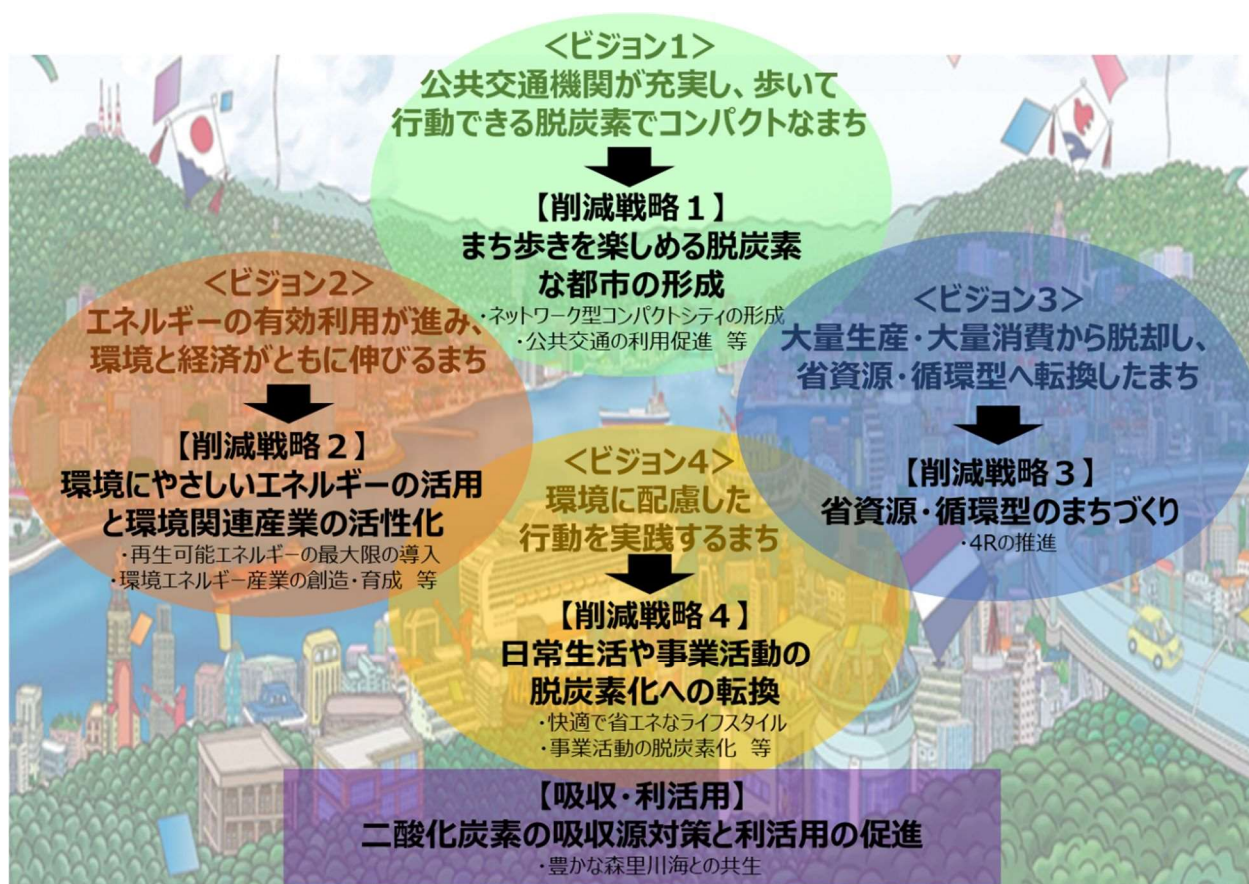 ＜ビジョン1＞
公共交通機関が充実し、歩いて
行動できる脱炭素でコンパクトなまち
【削減戦略１】
まち歩きを楽しめる脱炭素
な都市の形成
・ネットワーク型コンパクトシティの形成
・公共交通の利用促進　等
＜ビジョン2＞
エネルギーの有効利用が進み、
環境と経済がともに伸びるまち
【削減戦略２】
環境にやさしいエネルギーの活用
と環境関連産業の活性化
・再生可能エネルギーの最大限の導入
・環境エネルギー産業の創造・育成　等
＜ビジョン3＞
大量生産・大量消費から脱却し、
省資源・循環型へ転換したまち
【削減戦略３】
省資源・循環型のまちづくり
・4Rの推進
＜ビジョン4＞
環境に配慮した
行動を実践するまち
【削減戦略４】
日常生活や事業活動の
脱炭素化への転換
・快適で省エネなライフスタイル
・事業活動の脱炭素化　等
【吸収・利活用】
二酸化炭素の吸収源対策と利活用の促進
・豊かな森里川海との共生